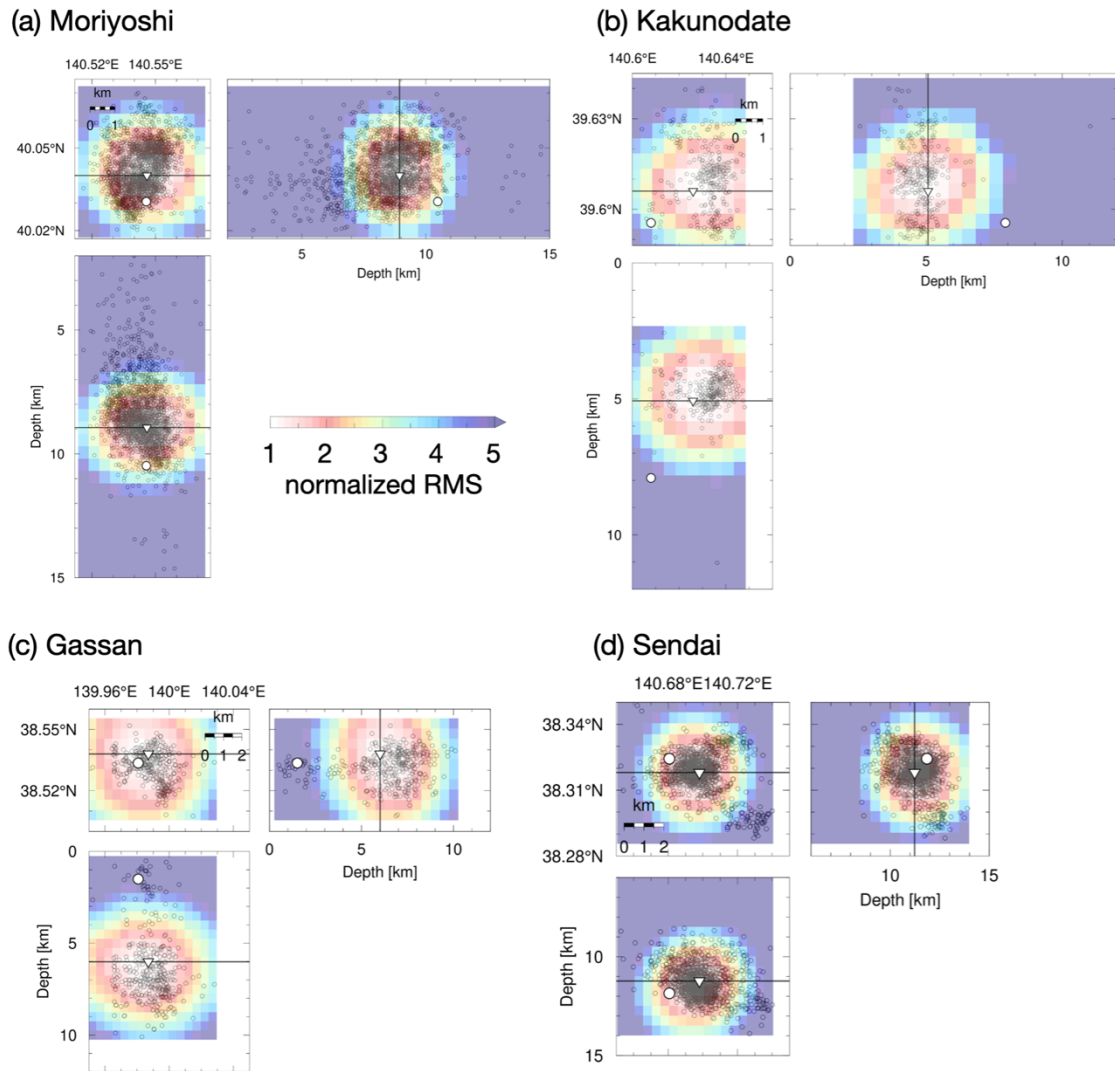 (a) Moriyoshi
140.52°E 140.55°E
km
0 1
40.05°N
40.02°N
5 10 15
Depth [km]
5
10
15
Depth [km]
1 2 3 4 5
normalized RMS
(b) Kakunodate
140.6°E 140.64°E
km
0 1
39.63°N
39.6°N
0 5 10
Depth [km]
0
5
10
Depth [km]
(c) Gassan
139.96°E 140°E 140.04°E
km
0 1 2
38.55°N
38.52°N
0 5 10
Depth [km]
0
5
10
Depth [km]
(d) Sendai
140.68°E 140.72°E
38.34°N
38.31°N
38.28°N
km
0 1 2
10 15
Depth [km]
10
15
Depth [km]